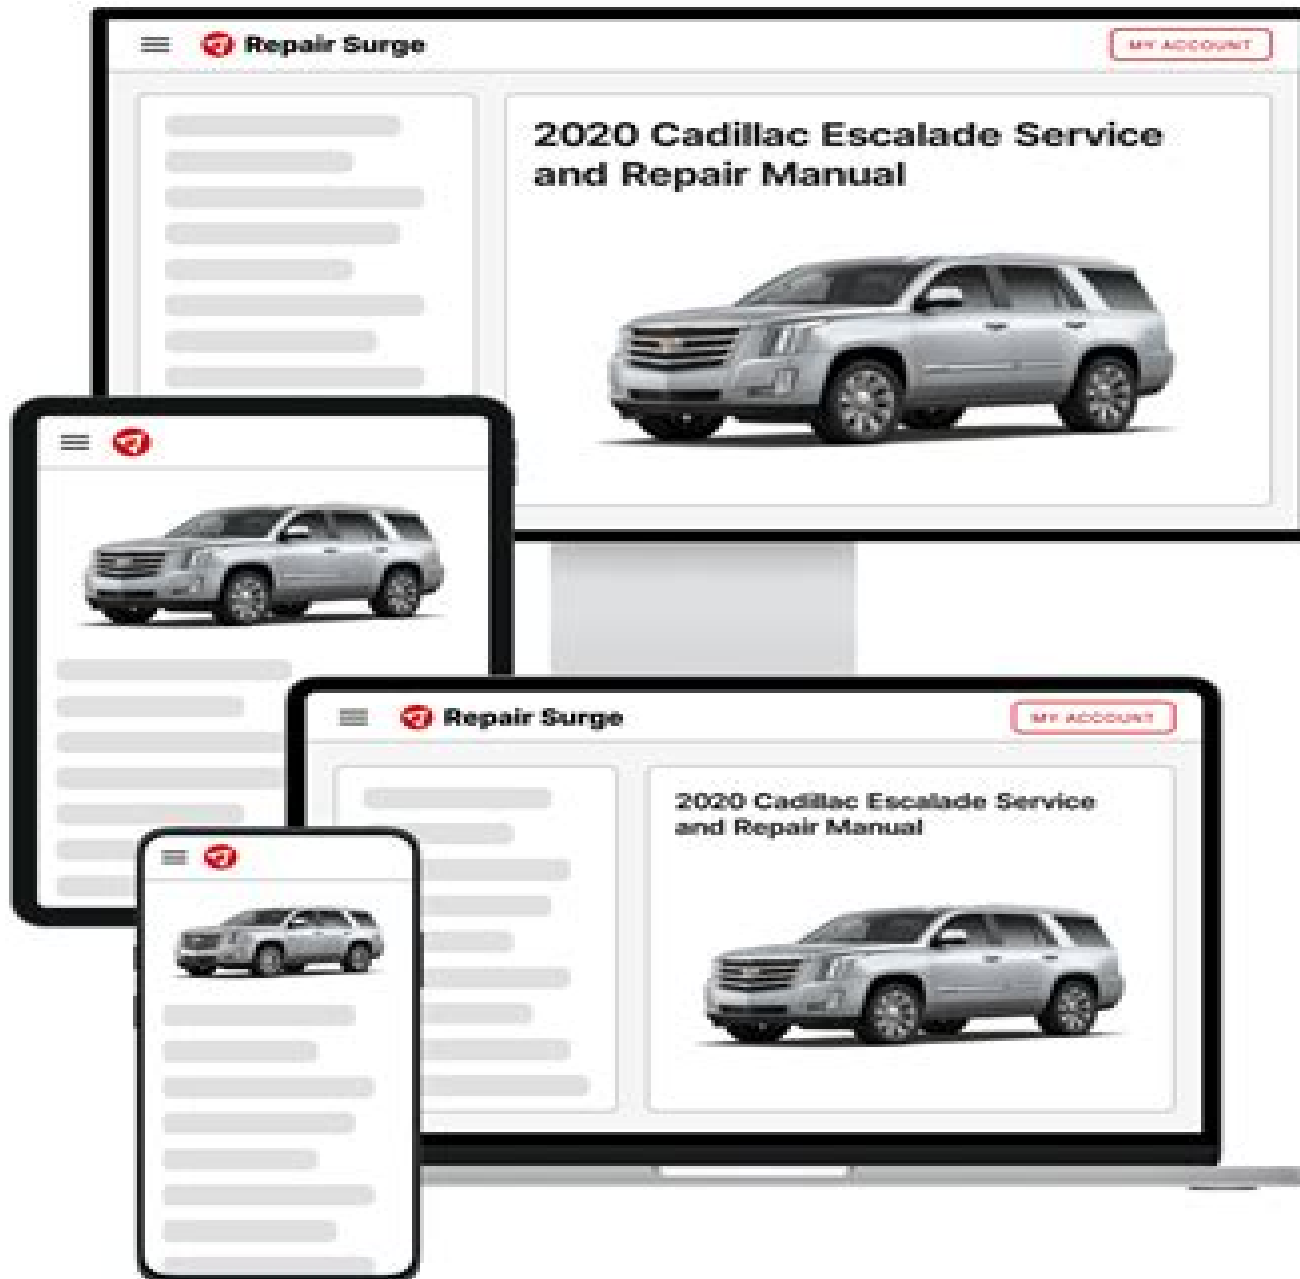 Repair Surge
MY ACCOUNT
2020 Cadillac Escalade Service
and Repair Manual
Repair Surge
MY ACCOUNT
2020 Cadillac Escalade Service
and Repair Manual